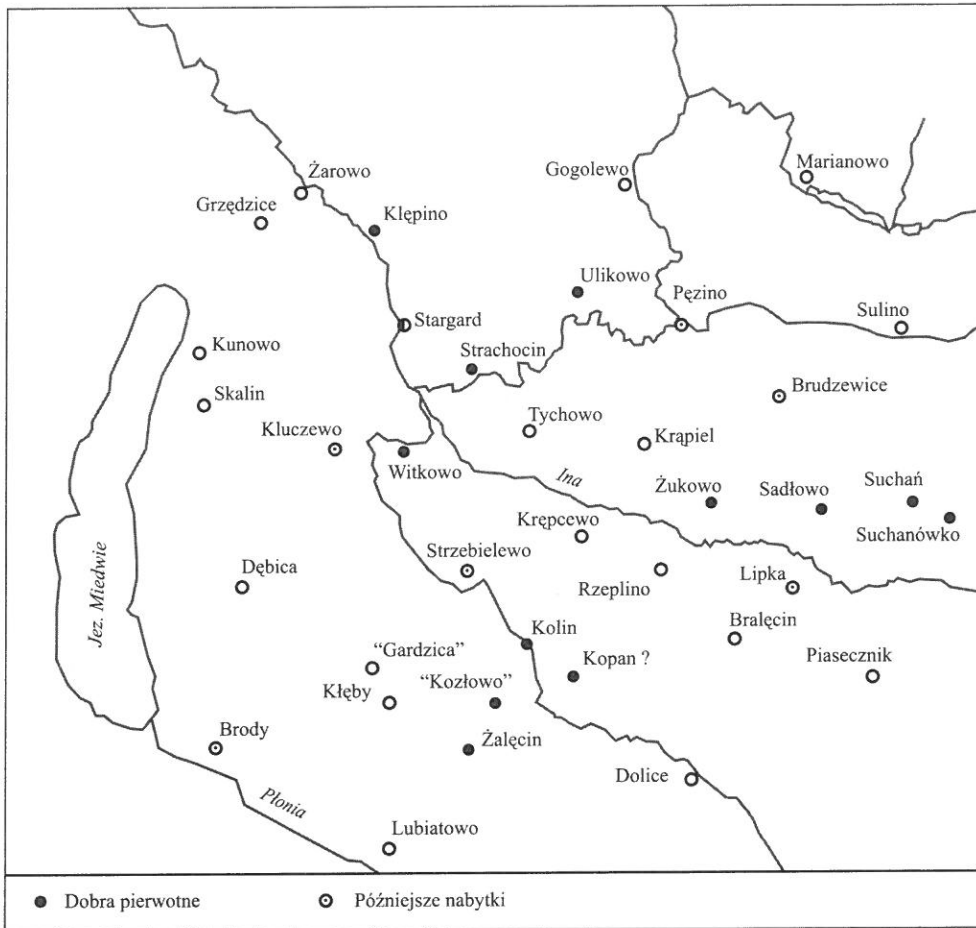 Żarowo
Grzędzice
Klępino
Gogolewo
Marianowo
Ulikowo
Pęzino
Sulino
Stargard
Kunowo
Strachocin
Skalin
Brudzewice
Tychowo
Kluczewo
Krąpiel
Witkowo
Ina
Żukowo
Sadłowo
Suchań
Suchanówko
Krępcewo
Strzebielewo
Rzeplino
Lipka
Dębica
Jez. Miedwie
Bralęcin
Kolin
"Gardzica"
Kopan ?
Piasecznik
Kłęby
"Kozłowo"
Brody
Żalęcin
Dolice
Płonia
Lubiatowo
Dobra pierwotne
Późniejsze nabytki